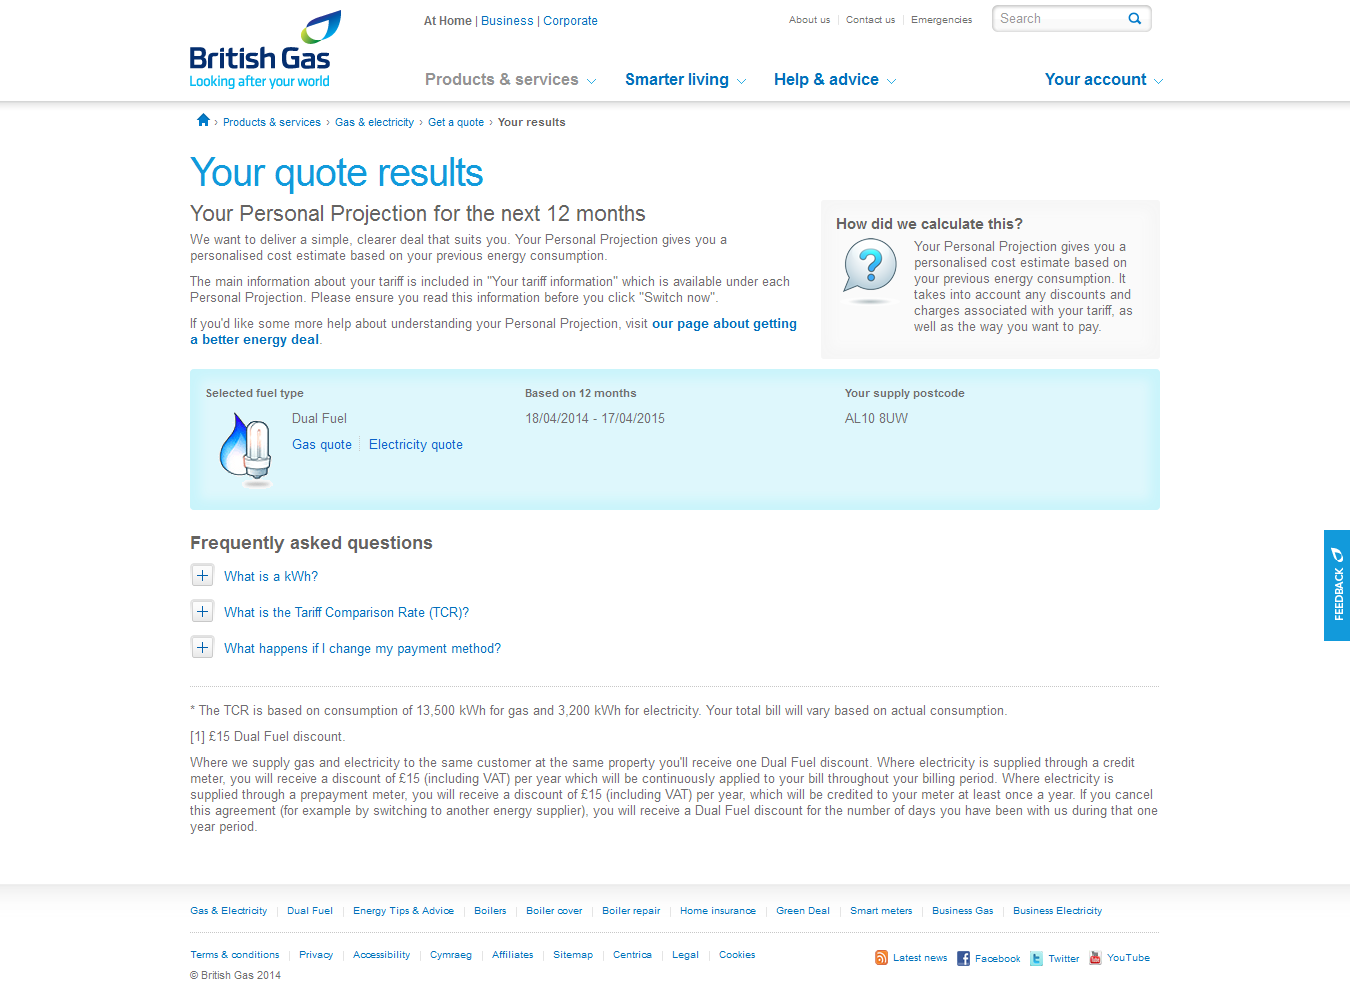 At Home | Business | Corporate
About us
Contact us
Emergencies
Search
British Gas
Looking after your world
Products & services
Smarter living
Help & advice
Your account
› Products & services › Gas & electricity › Get a quote › Your results
Your quote results
Your Personal Projection for the next 12 months
We want to deliver a simple, clearer deal that suits you. Your Personal Projection gives you a
personalised cost estimate based on your previous energy consumption.
The main information about your tariff is included in "Your tariff information" which is available under each
Personal Projection. Please ensure you read this information before you click "Switch now".
If you'd like some more help about understanding your Personal Projection, visit our page about getting
a better energy deal.
How did we calculate this?
?
Your Personal Projection gives you a
personalised cost estimate based on
your previous energy consumption. It
takes into account any discounts and
charges associated with your tariff, as
well as the way you want to pay.
Selected fuel type
Dual Fuel
Gas quote
Electricity quote
Based on 12 months
18/04/2014 - 17/04/2015
Your supply postcode
AL10 8UW
FEEDBACK
Frequently asked questions
What is a kWh?
What is the Tariff Comparison Rate (TCR)?
What happens if I change my payment method?
* The TCR is based on consumption of 13,500 kWh for gas and 3,200 kWh for electricity. Your total bill will vary based on actual consumption.
[1] £15 Dual Fuel discount.
Where we supply gas and electricity to the same customer at the same property you'll receive one Dual Fuel discount. Where electricity is supplied through a credit
meter, you will receive a discount of £15 (including VAT) per year which will be continuously applied to your bill throughout your billing period. Where electricity is
supplied through a prepayment meter, you will receive a discount of £15 (including VAT) per year, which will be credited to your meter at least once a year. If you cancel
this agreement (for example by switching to another energy supplier), you will receive a Dual Fuel discount for the number of days you have been with us during that one
year period.
Gas & Electricity
Dual Fuel
Energy Tips & Advice
Boilers
Boiler cover
Boiler repair
Home insurance
Green Deal
Smart meters
Business Gas
Business Electricity
Terms & conditions
Privacy
Accessibility
Cymraeg
Affiliates
Sitemap
Centrica
Legal
Cookies
Latest news
Facebook
Twitter
YouTube
© British Gas 2014